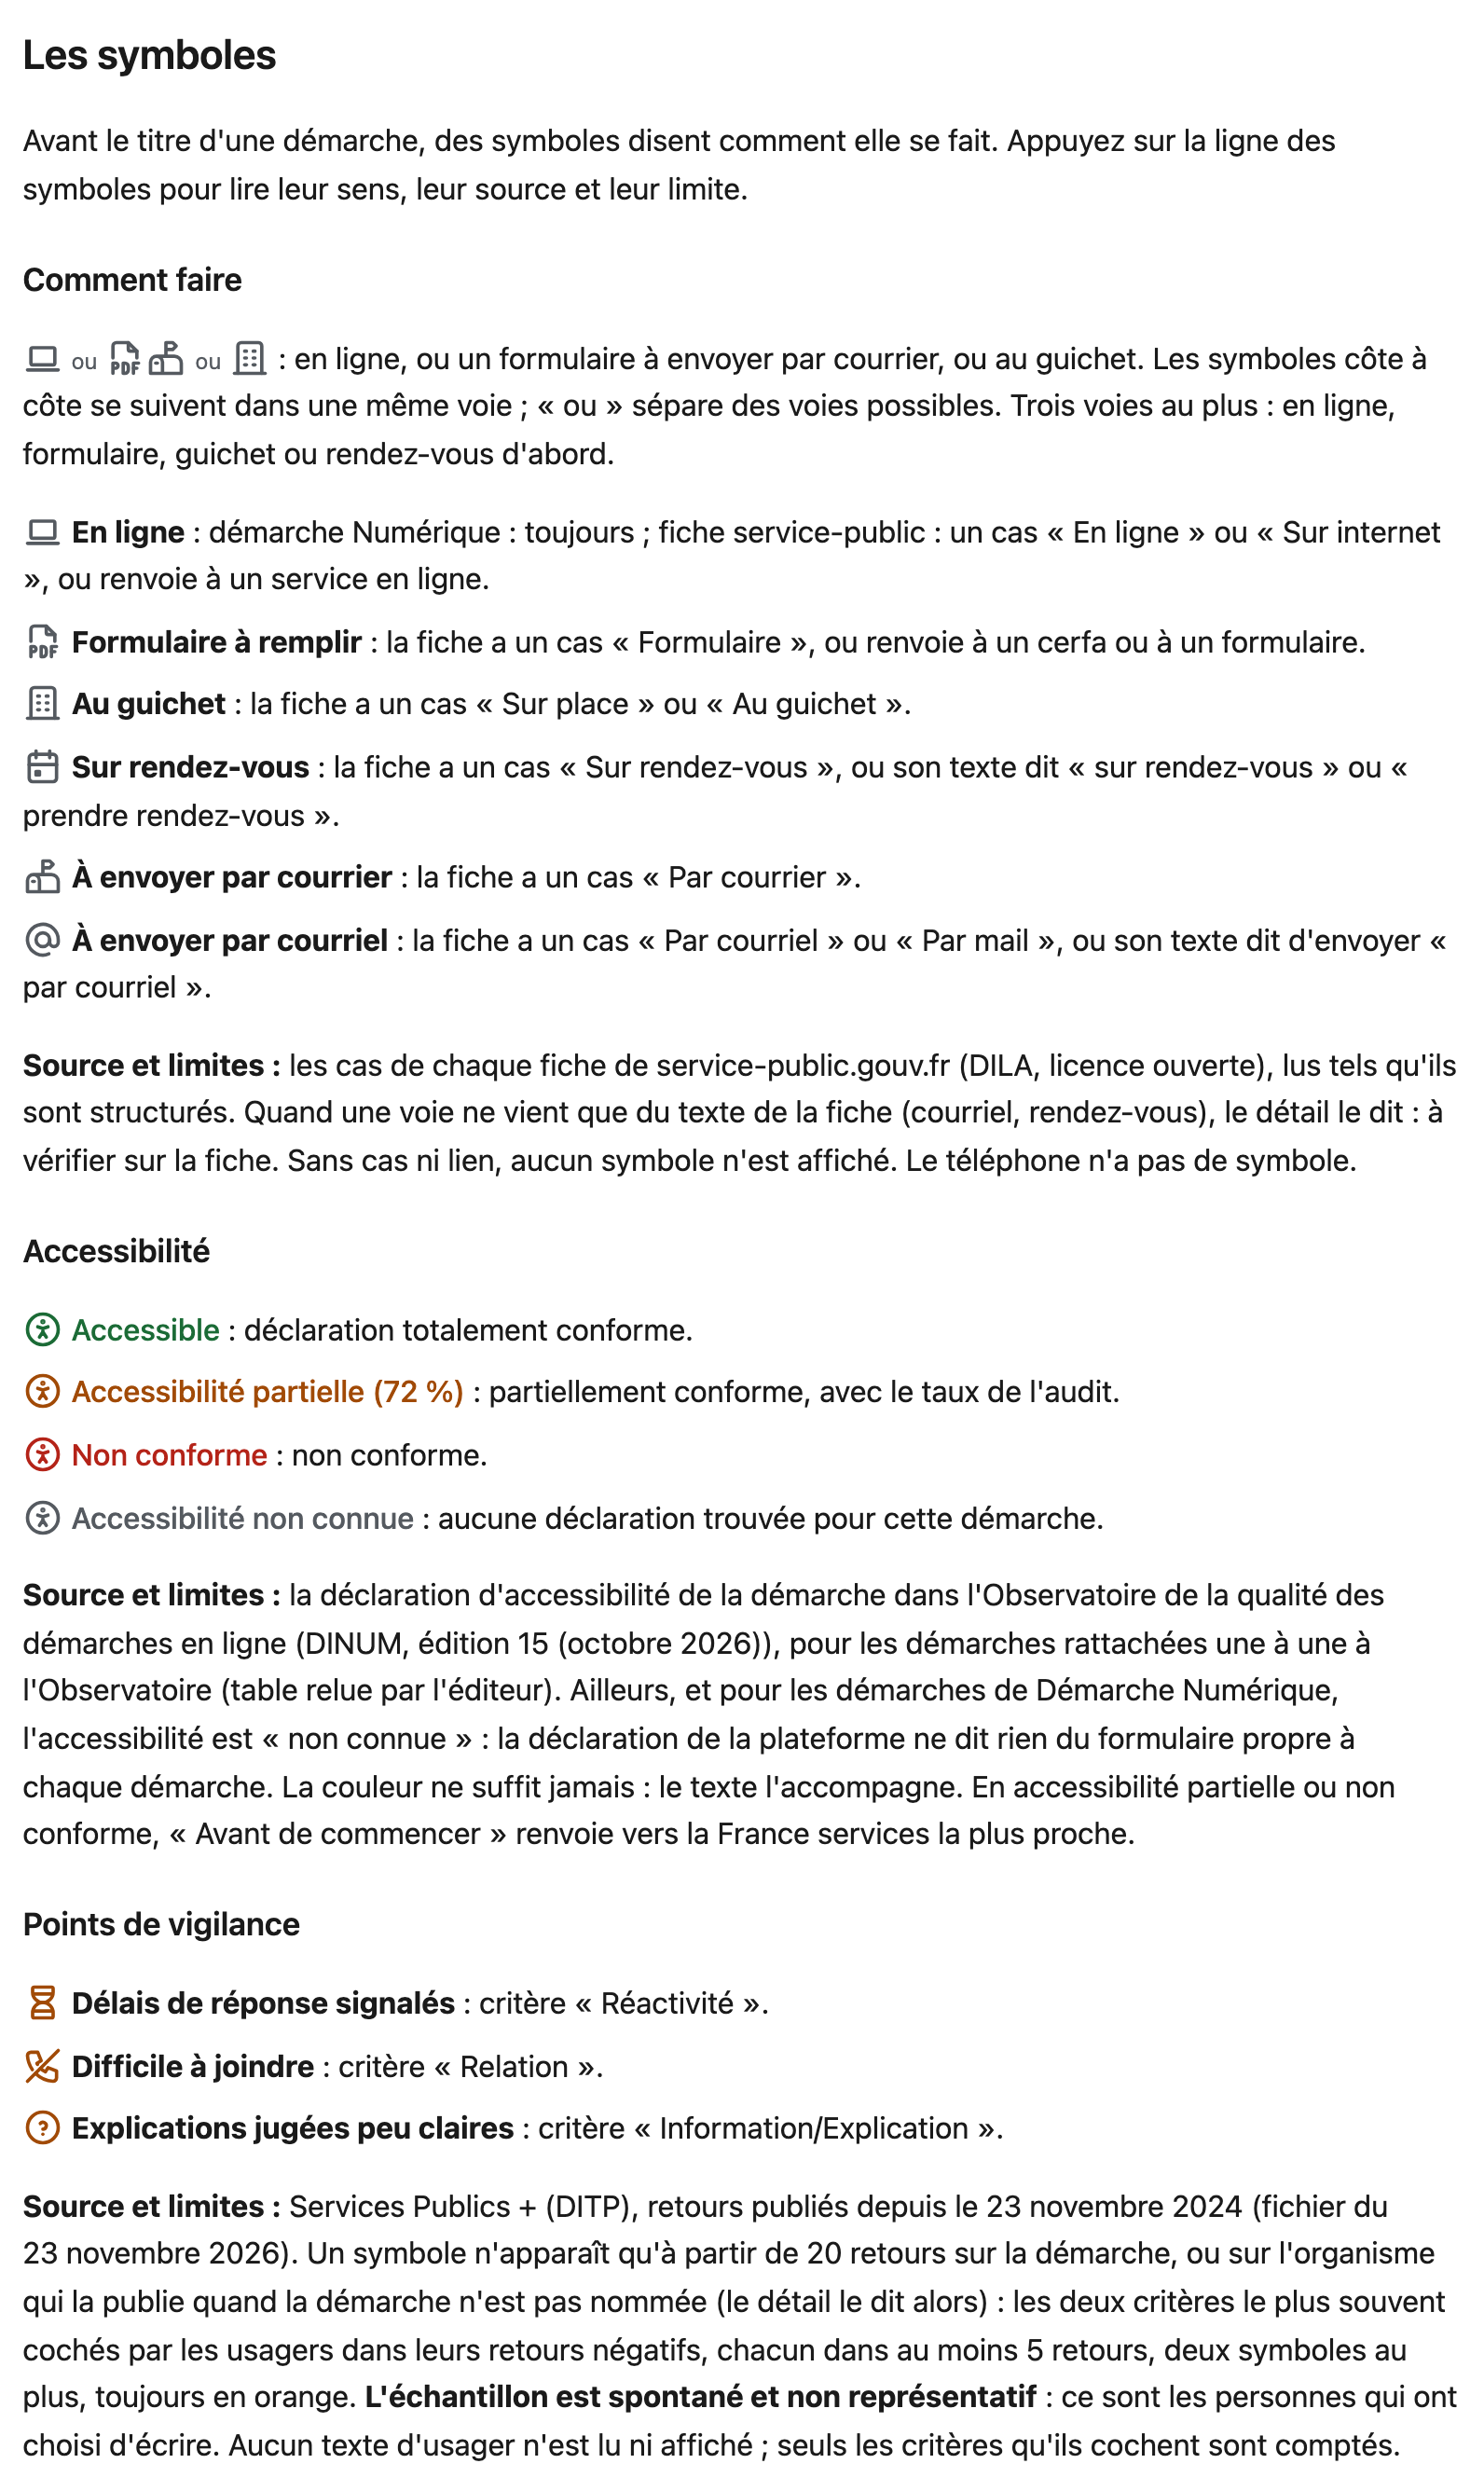 Les symboles
Avant le titre d'une démarche, des symboles disent comment elle se fait. Appuyez sur la ligne des
symboles pour lire leur sens, leur source et leur limite.
Comment faire
ou PDF ou : en ligne, ou un formulaire à envoyer par courrier, ou au guichet. Les symboles côte à
côte se suivent dans une même voie ; « ou » sépare des voies possibles. Trois voies au plus : en ligne,
formulaire, guichet ou rendez-vous d'abord.
En ligne : démarche Numérique : toujours ; fiche service-public : un cas « En ligne » ou « Sur internet
», ou renvoie à un service en ligne.
PDF Formulaire à remplir : la fiche a un cas « Formulaire », ou renvoie à un cerfa ou à un formulaire.
Au guichet : la fiche a un cas « Sur place » ou « Au guichet ».
Sur rendez-vous : la fiche a un cas « Sur rendez-vous », ou son texte dit « sur rendez-vous » ou «
prendre rendez-vous ».
À envoyer par courrier : la fiche a un cas « Par courrier ».
À envoyer par courriel : la fiche a un cas « Par courriel » ou « Par mail », ou son texte dit d'envoyer «
par courriel ».
Source et limites : les cas de chaque fiche de service-public.gouv.fr (DILA, licence ouverte), lus tels qu'ils
sont structurés. Quand une voie ne vient que du texte de la fiche (courriel, rendez-vous), le détail le dit : à
vérifier sur la fiche. Sans cas ni lien, aucun symbole n'est affiché. Le téléphone n'a pas de symbole.
Accessibilité
Accessible : déclaration totalement conforme.
Accessibilité partielle (72 %) : partiellement conforme, avec le taux de l'audit.
Non conforme : non conforme.
Accessibilité non connue : aucune déclaration trouvée pour cette démarche.
Source et limites : la déclaration d'accessibilité de la démarche dans l'Observatoire de la qualité des
démarches en ligne (DINUM, édition 15 (octobre 2026)), pour les démarches rattachées une à une à
l'Observatoire (table relue par l'éditeur). Ailleurs, et pour les démarches de Démarche Numérique,
l'accessibilité est « non connue » : la déclaration de la plateforme ne dit rien du formulaire propre à
chaque démarche. La couleur ne suffit jamais : le texte l'accompagne. En accessibilité partielle ou non
conforme, « Avant de commencer » renvoie vers la France services la plus proche.
Points de vigilance
Délais de réponse signalés : critère « Réactivité ».
Difficile à joindre : critère « Relation ».
Explications jugées peu claires : critère « Information/Explication ».
Source et limites : Services Publics + (DITP), retours publiés depuis le 23 novembre 2024 (fichier du
23 novembre 2026). Un symbole n'apparaît qu'à partir de 20 retours sur la démarche, ou sur l'organisme
qui la publie quand la démarche n'est pas nommée (le détail le dit alors) : les deux critères le plus souvent
cochés par les usagers dans leurs retours négatifs, chacun dans au moins 5 retours, deux symboles au
plus, toujours en orange. L'échantillon est spontané et non représentatif : ce sont les personnes qui ont
choisi d'écrire. Aucun texte d'usager n'est lu ni affiché ; seuls les critères qu'ils cochent sont comptés.